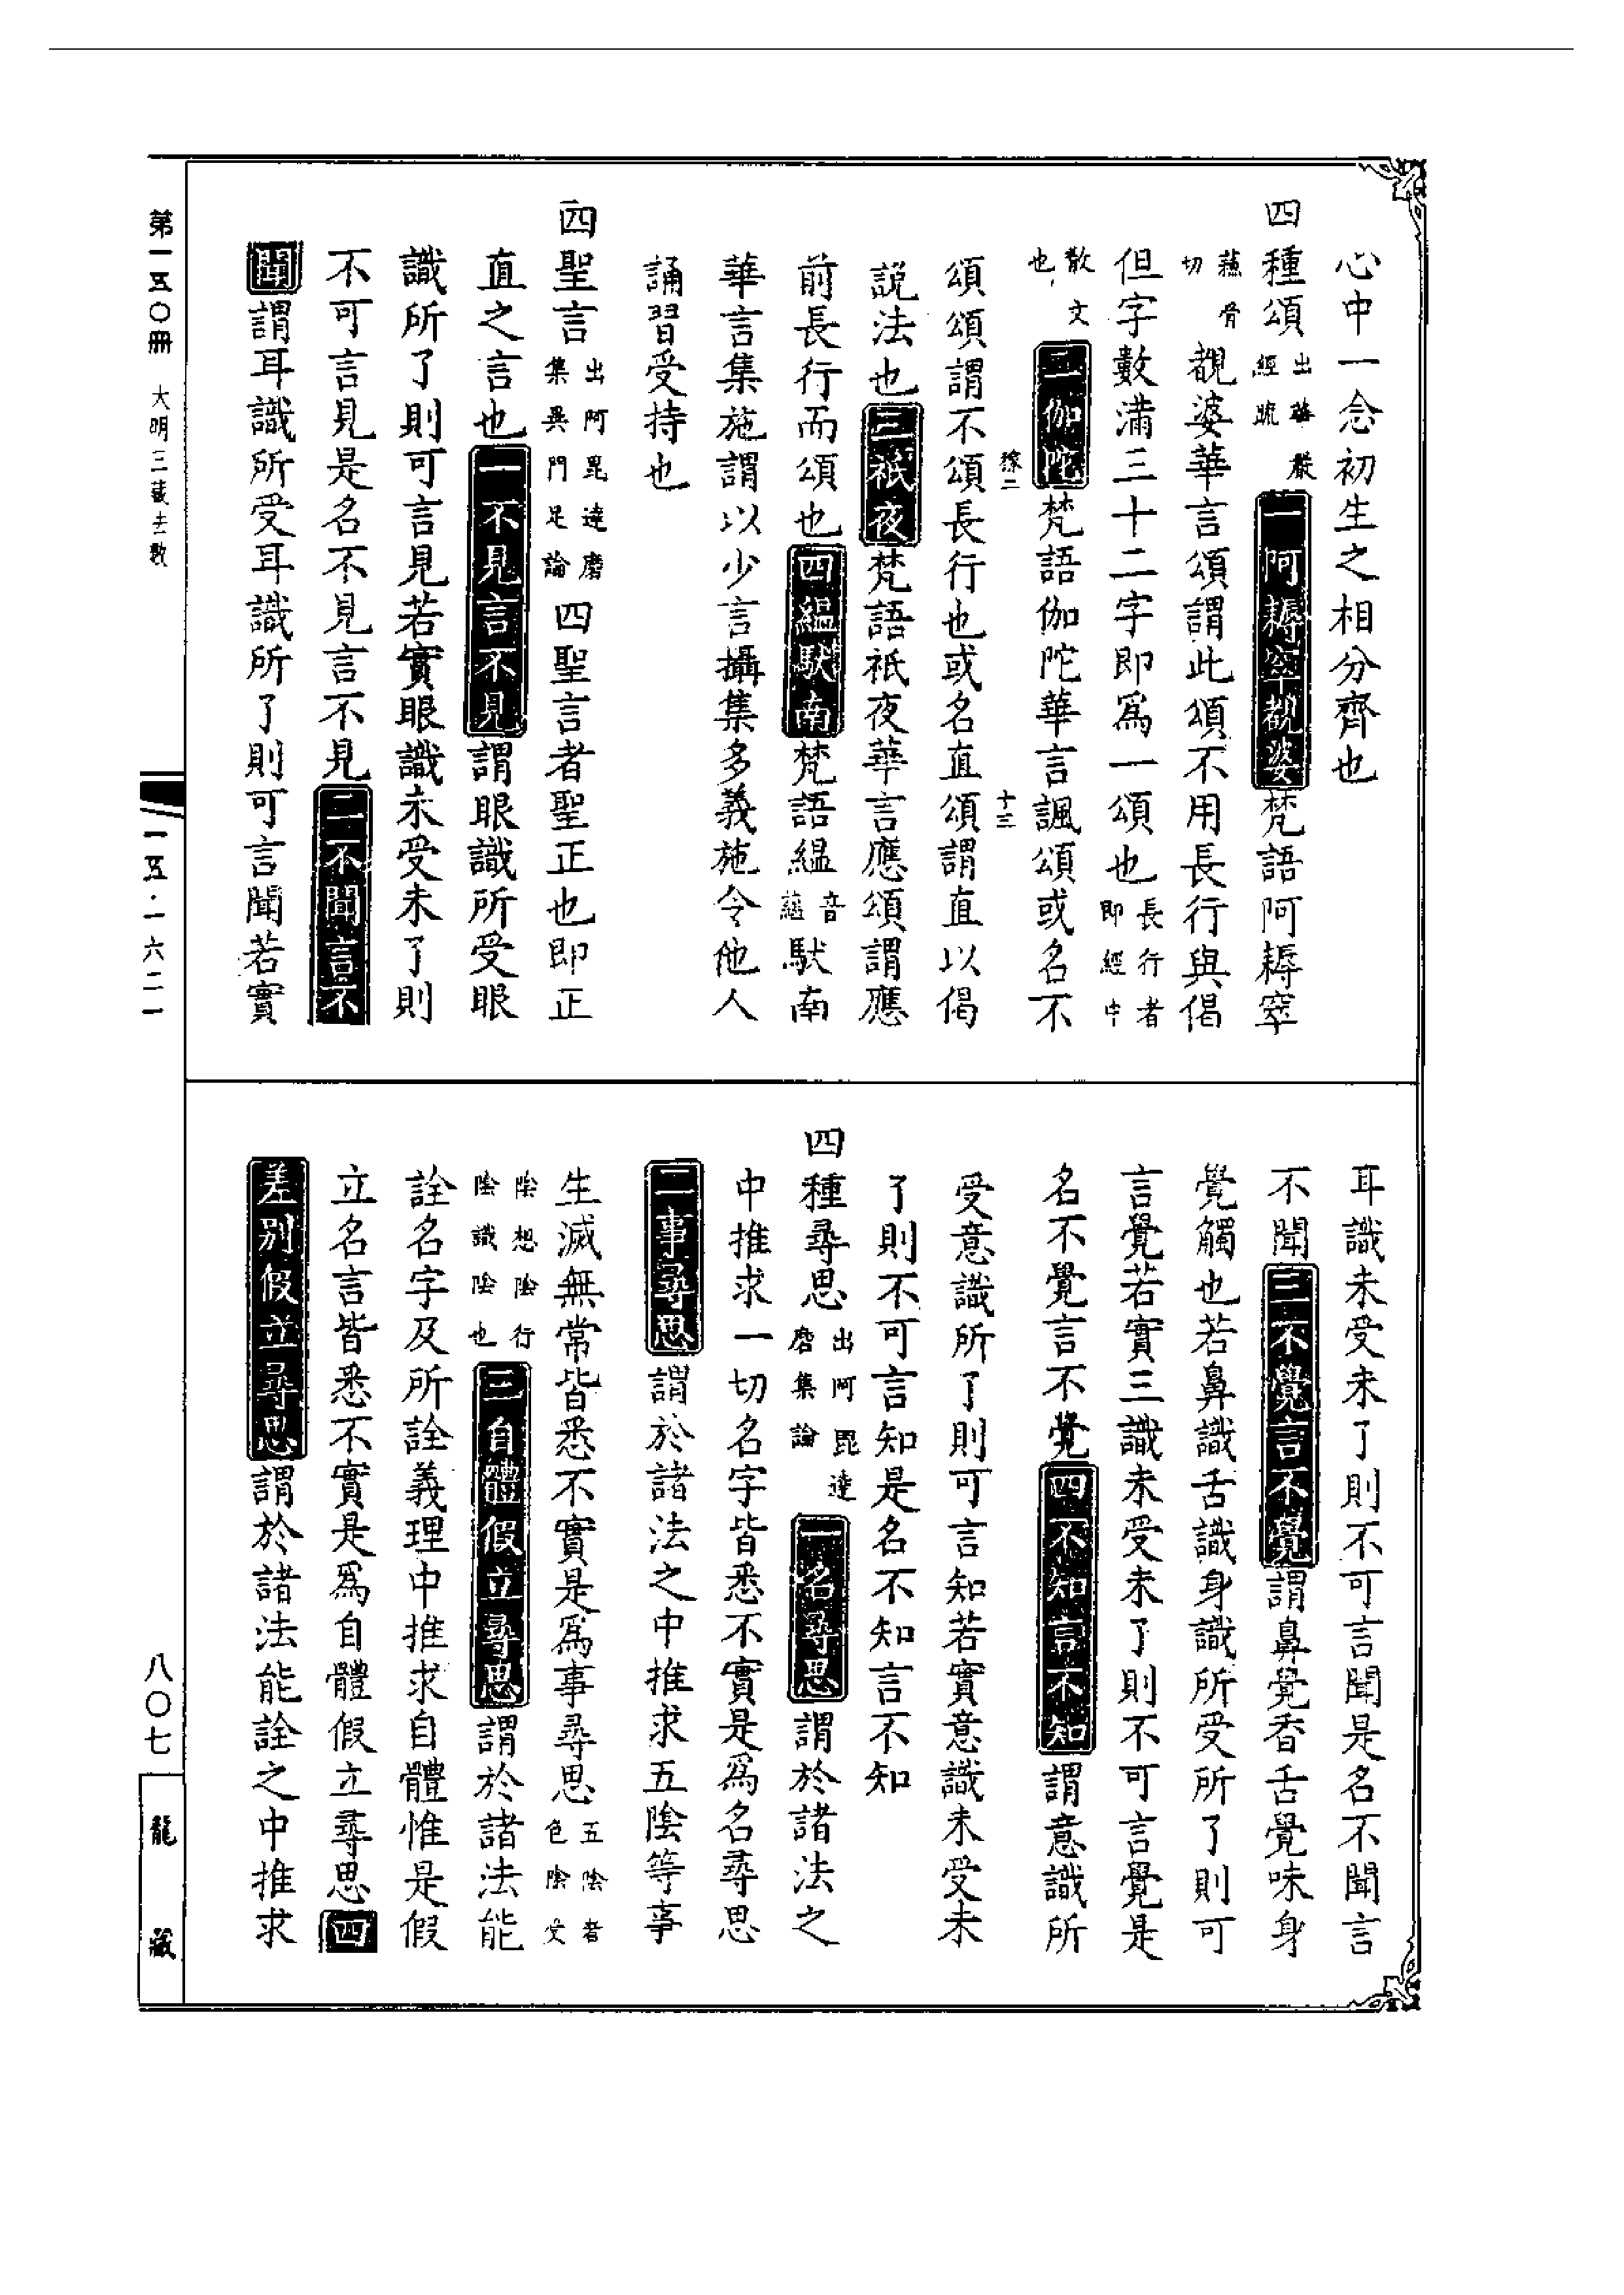 心中一念初生之相分齊也
四種頌出華嚴經疏一阿耨窣覩婆梵語阿耨窣
蘇骨切覩婆華言頌謂此頌不用長行與偈
但字數滿三十二字即爲一頌也長行者即經中
散文也二伽陀梵語伽陀華言諷頌或名不
頌頌謂不頌長行也或名直頌謂直以偈
說法也三祇夜梵語祇夜華言應頌謂應
前長行而頌也四縕馱南梵語縕音蘊馱南
華言集施謂以少言攝集多義施令他人
誦習受持也
四聖言出阿毘達磨集異門足論四聖言者聖正也即正
直之言也一不見言不見謂眼識所受眼
識所了則可言見若實眼識未受未了則
不可言見是名不見言不見二不聞言不
聞謂耳識所受耳識所了則可言聞若實
耳識未受未了則不可言聞是名不聞言
不聞三不覺言不覺謂鼻覺香舌覺味身
覺觸也若鼻識舌識身識所受所了則可
言覺若實三識未受未了則不可言覺是
名不覺言不覺四不知言不知謂意識所
受意識所了則可言知若實意識未受未
了則不可言知是名不知言不知
四種尋思出阿毘達磨集論一名尋思謂於諸法之
中推求一切名字皆悉不實是爲名尋思
二事尋思謂於諸法之中推求五陰等事
生滅無常皆悉不實是爲事尋思五陰者色陰受
陰想陰行陰識陰也三自體假立尋思謂於諸法能
詮名字及所詮義理中推求自體惟是假
立名言皆悉不實是爲自體假立尋思四
差別假立尋思謂於諸法能詮之中推求
第一五〇冊 大明三藏法數
一五·一六二一
八〇七
龍藏
十三